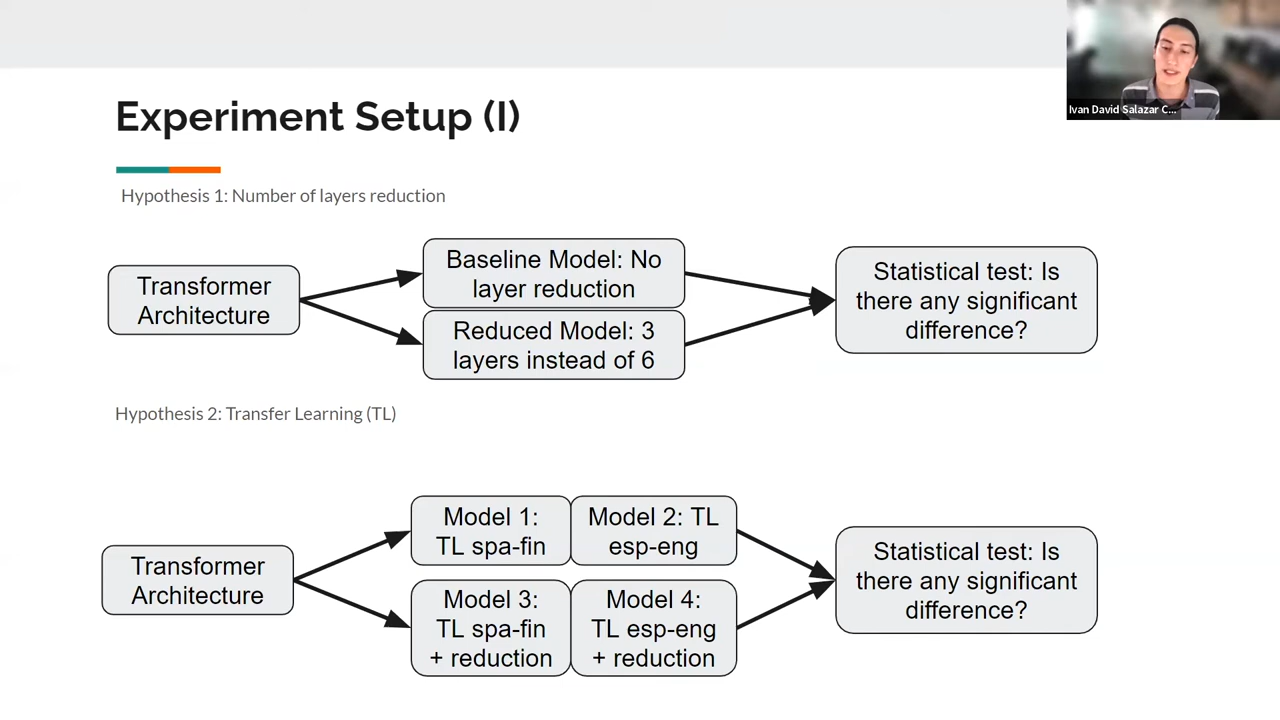 Experiment Setup (I)
Ivan David Salazar C...
Hypothesis 1: Number of layers reduction
Transformer
Architecture
Baseline Model: No
layer reduction
Reduced Model: 3
layers instead of 6
Statistical test: Is
there any significant
difference?
Hypothesis 2: Transfer Learning (TL)
Transformer
Architecture
Model 1:
TL spa-fin
Model 2: TL
esp-eng
Model 3:
TL spa-fin
+ reduction
Model 4:
TL esp-eng
+ reduction
Statistical test: Is
there any significant
difference?